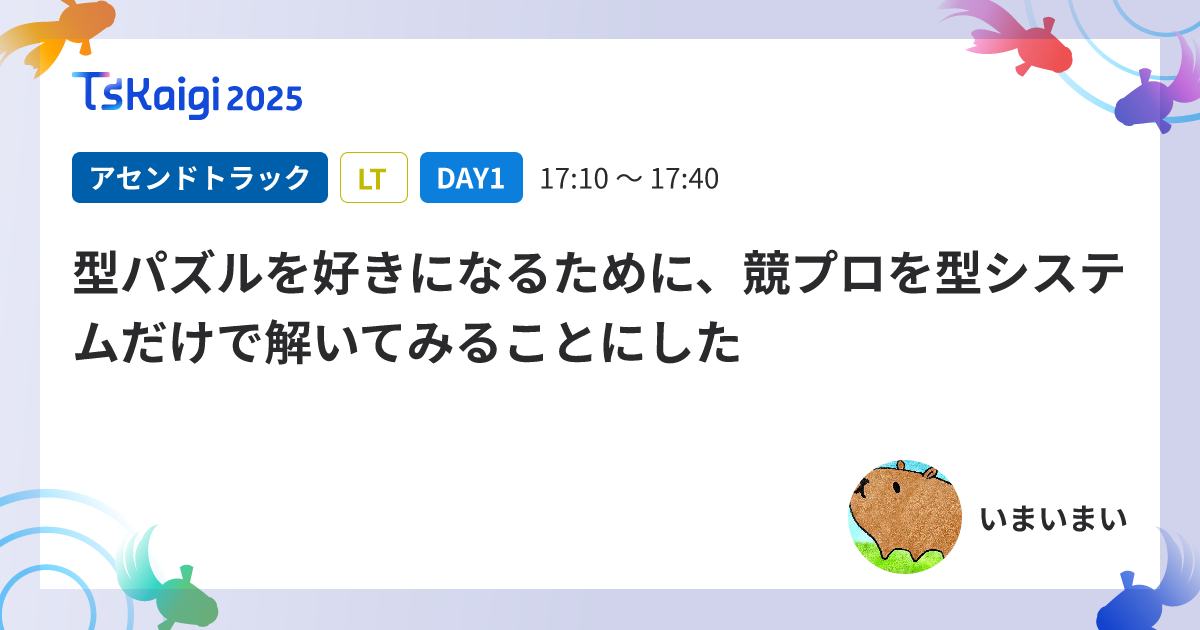 TSKaigi 2025
アセンドトラック LT DAY1 17:10 〜 17:40
型パズルを好きになるために、競プロを型システ
ムだけで解いてみることにした
いまいまい